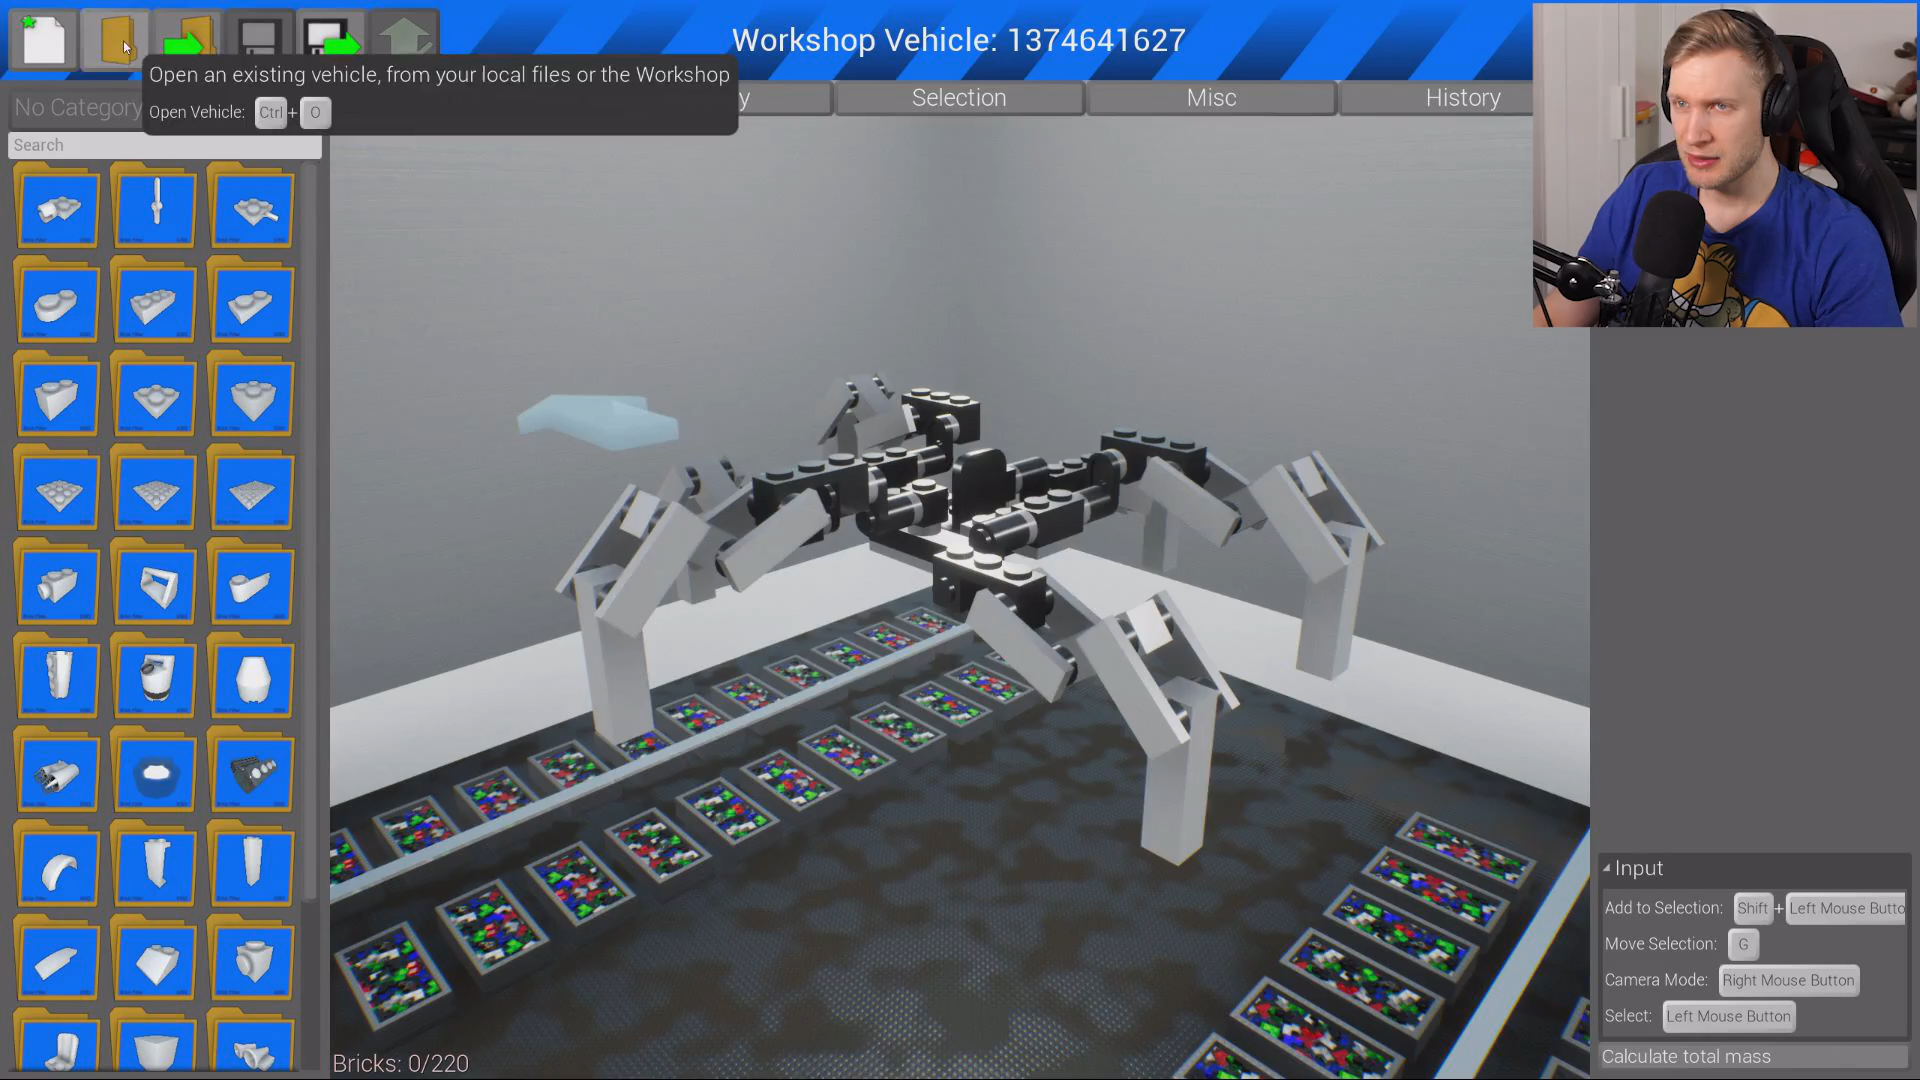 Workshop Vehicle: 1374641627
Open an existing vehicle, from your local files or the Workshop
Open Vehicle: Ctrl + O
No Category
y
Selection
Misc
History
Search
Input
Add to Selection: Shift + Left Mouse Butto
Move Selection: G
Camera Mode: Right Mouse Button
Select: Left Mouse Button
Calculate total mass
Bricks: 0/220